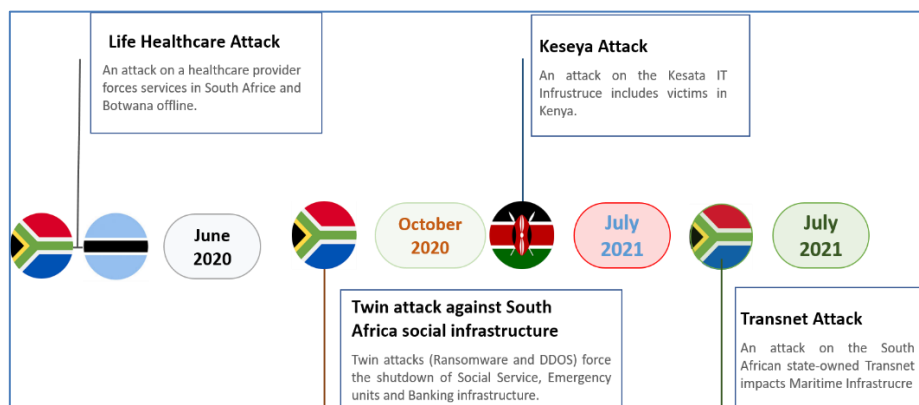 Life Healthcare Attack
An attack on a healthcare provider
forces services in South Africe and
Botwana offline.
Keseya Attack
An attack on the Kesata IT
Infrustruce includes victims in
Kenya.
June
2020
October
2020
July
2021
July
2021
Twin attack against South
Africa social infrastructure
Twin attacks (Ransomware and DDOS) force
the shutdown of Social Service, Emergency
units and Banking infrastructure.
Transnet Attack
An attack on the South
African state-owned Transnet
impacts Maritime Infrastrucre